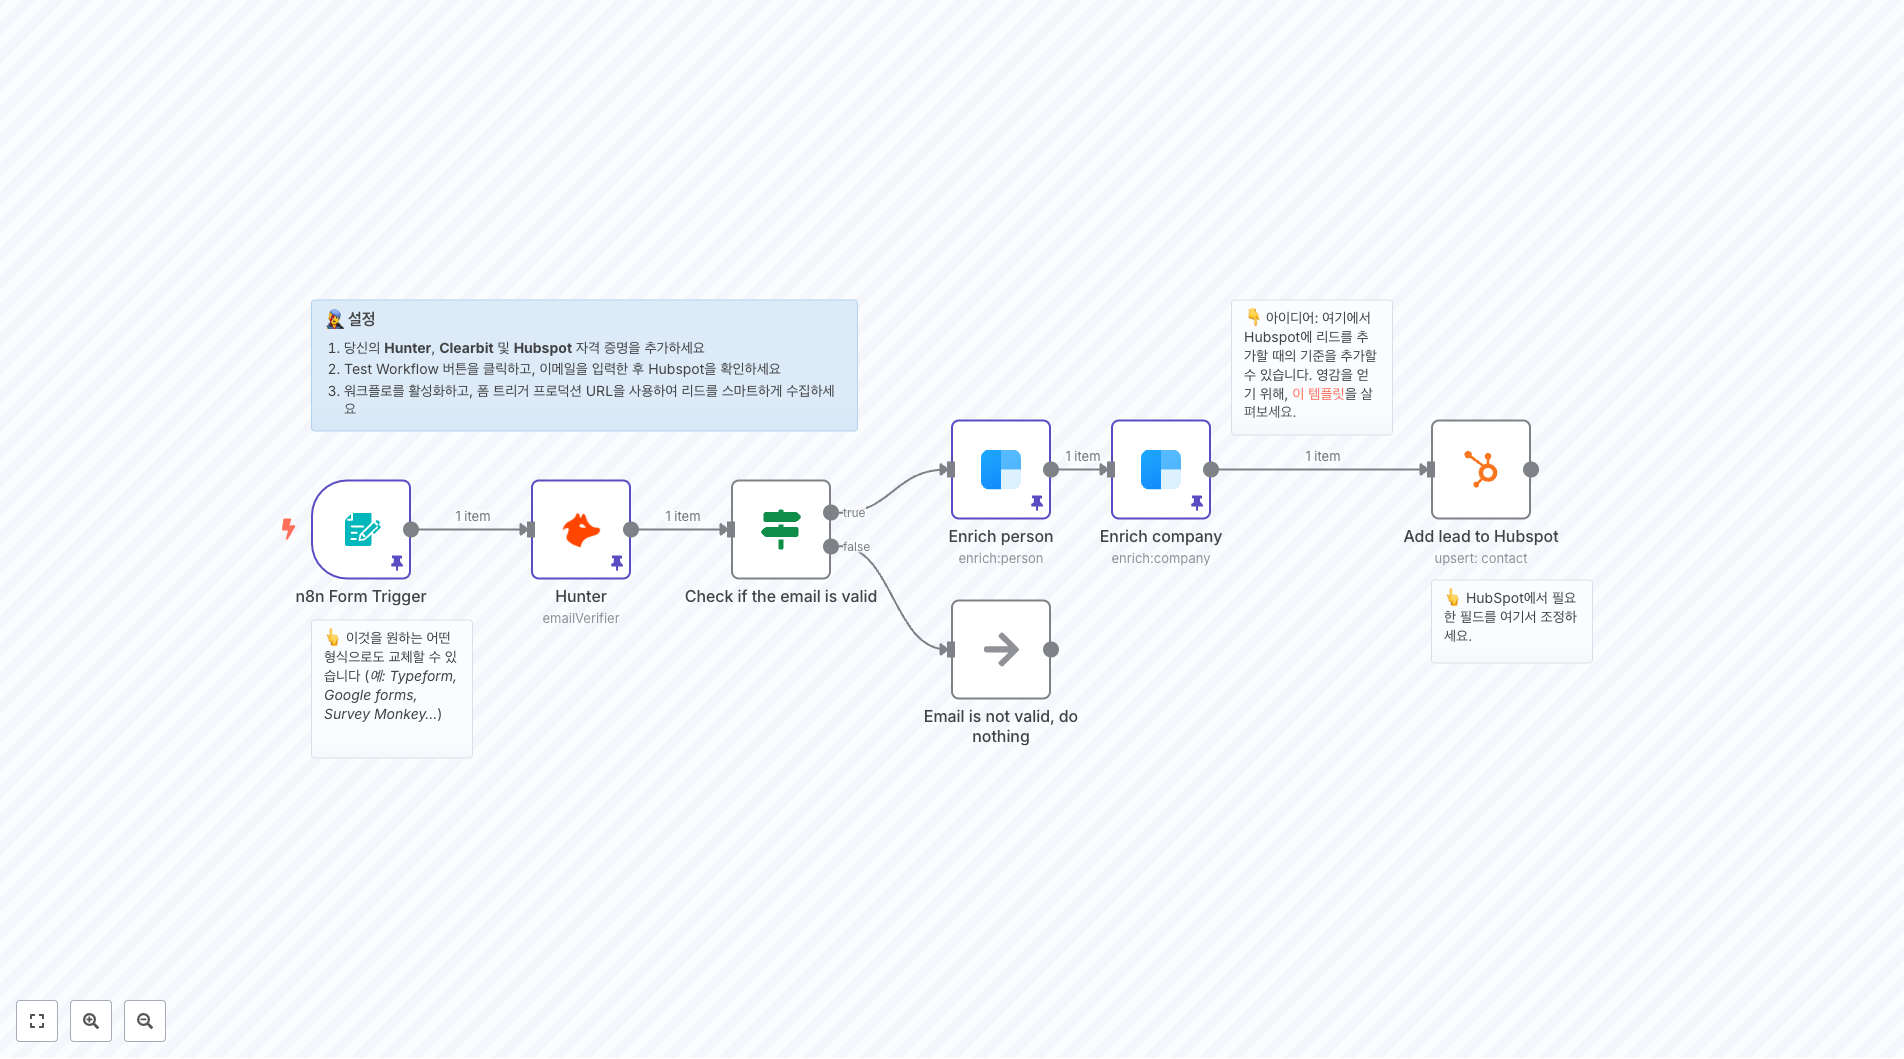 설정
1. 당신의 Hunter, Clearbit 및 Hubspot 자격 증명을 추가하세요
2. Test Workflow 버튼을 클릭하고, 이메일을 입력한 후 Hubspot을 확인하세요
3. 워크플로를 활성화하고, 폼 트리거 프로덕션 URL을 사용하여 리드를 스마트하게 수집하세
요
👇 아이디어: 여기에서
Hubspot에 리드를 추
가할 때의 기준을 추가할
수 있습니다. 영감을 얻
기 위해, 이 템플릿을 살
펴보세요.
1 item
1 item
true
false
1 item
1 item
n8n Form Trigger
Hunter
emailVerifier
Check if the email is valid
Enrich person
enrich:person
Enrich company
enrich:company
Add lead to Hubspot
upsert: contact
👆 이것을 원하는 어떤
형식으로도 교체할 수 있
습니다 (예: Typeform,
Google forms,
Survey Monkey...)
👆 HubSpot에서 필요
한 필드를 여기서 조정하
세요.
Email is not valid, do
nothing